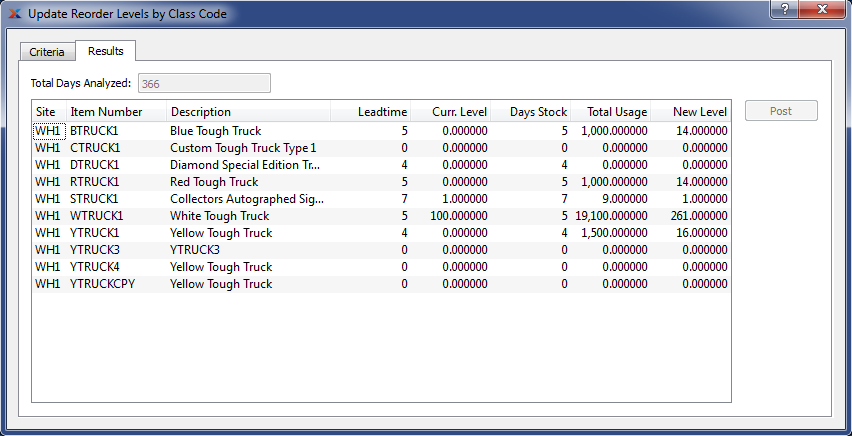 Update Reorder Levels by Class Code
Criteria Results
Total Days Analyzed: 366
Site Item Number Description Leadtime Curr. Level Days Stock Total Usage New Level
Post
WH1 BTRUCK1 Blue Tough Truck 5 0.000000 5 1,000.000000 14.000000
WH1 CTRUCK1 Custom Tough Truck Type 1 0 0.000000 0 0.000000 0.000000
WH1 DTRUCK1 Diamond Special Edition Tr... 4 0.000000 4 0.000000 0.000000
WH1 RTRUCK1 Red Tough Truck 5 0.000000 5 1,000.000000 14.000000
WH1 STRUCK1 Collectors Autographed Sig... 7 1.000000 7 9.000000 1.000000
WH1 WTRUCK1 White Tough Truck 5 100.000000 5 19,100.000000 261.000000
WH1 YTRUCK1 Yellow Tough Truck 4 0.000000 4 1,500.000000 16.000000
WH1 YTRUCK3 YTRUCK3 0 0.000000 0 0.000000 0.000000
WH1 YTRUCK4 Yellow Tough Truck 0 0.000000 0 0.000000 0.000000
WH1 YTRUCKCPY Yellow Tough Truck 0 0.000000 0 0.000000 0.000000